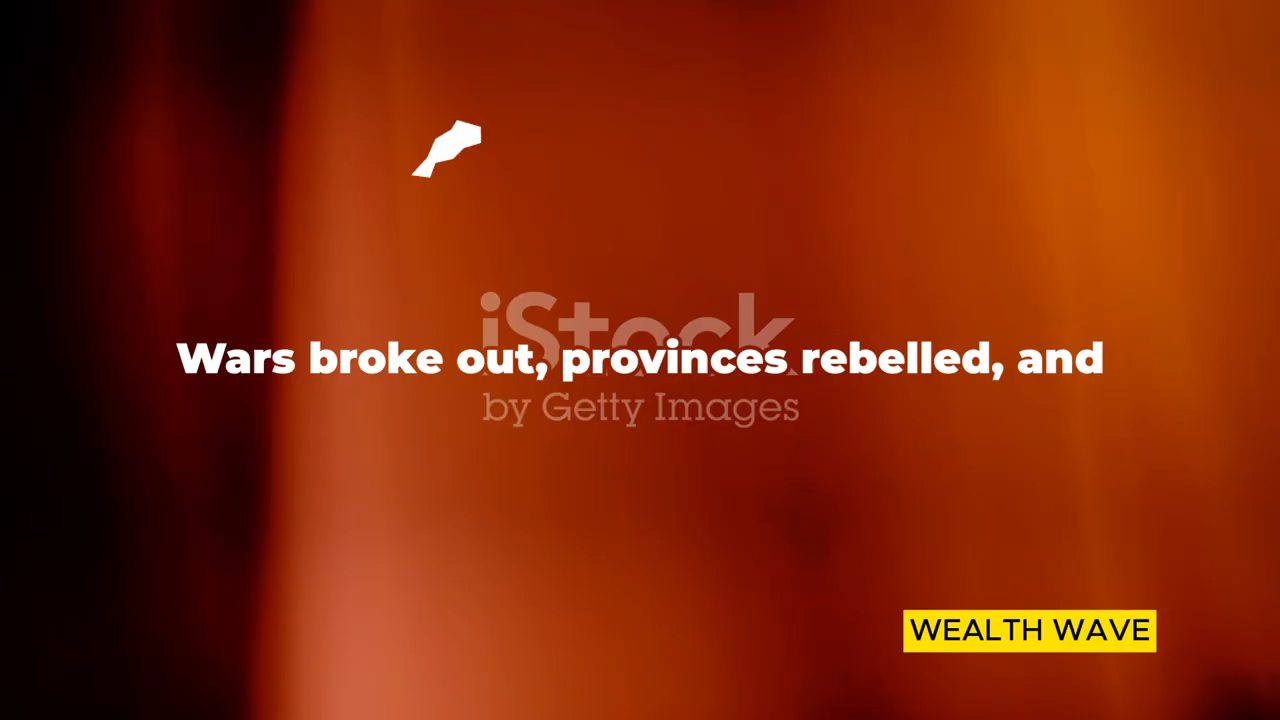 iStock
Wars broke out, provinces rebelled, and
by Getty Images
WEALTH WAVE